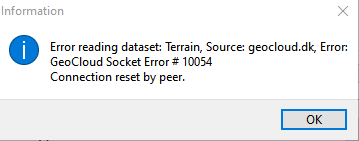 Information
Error reading dataset: Terrain, Source: geocloud.dk, Error:
GeoCloud Socket Error # 10054
Connection reset by peer.
OK